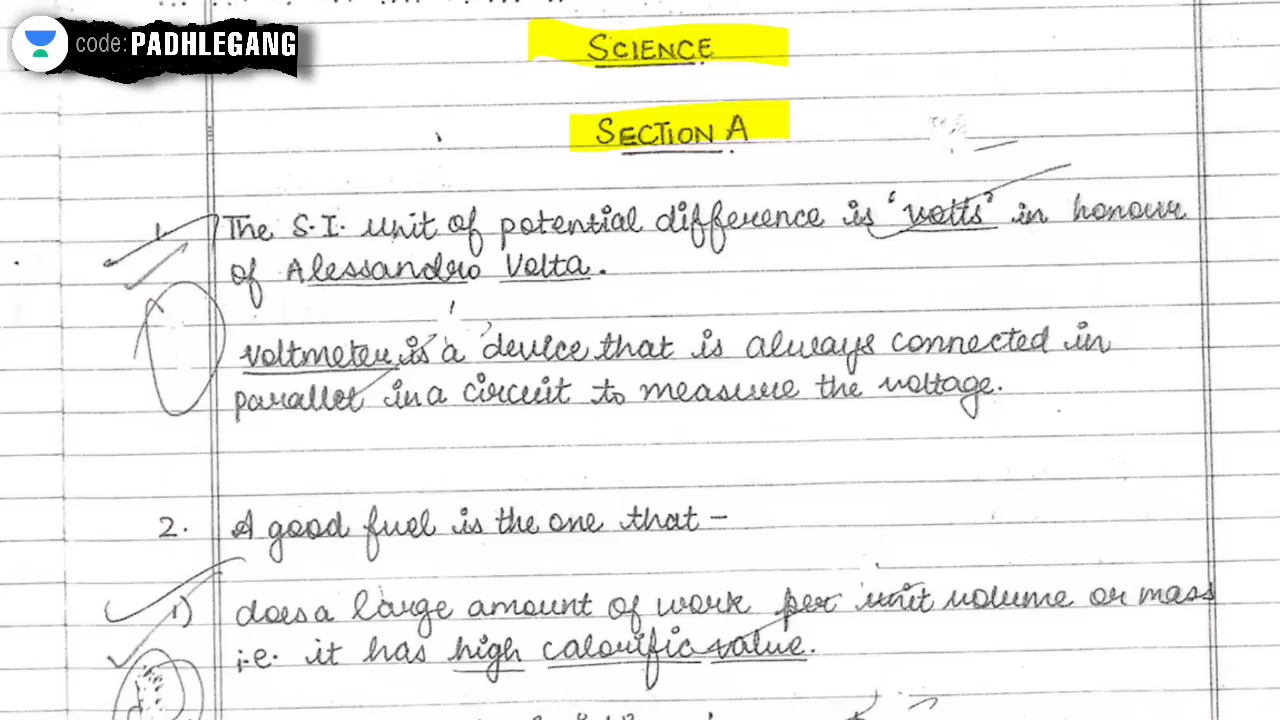 code: PADHLEGANG
SCIENCE
SECTION A
1. The S.I. unit of potential difference is 'volts' in honour
of Alessandro Volta.
voltmeter is a device that is always connected in
parallel in a circuit to measure the voltage.
2. A good fuel is the one that -
1) does a large amount of work per unit volume or mass
i.e. it has high calorific value.